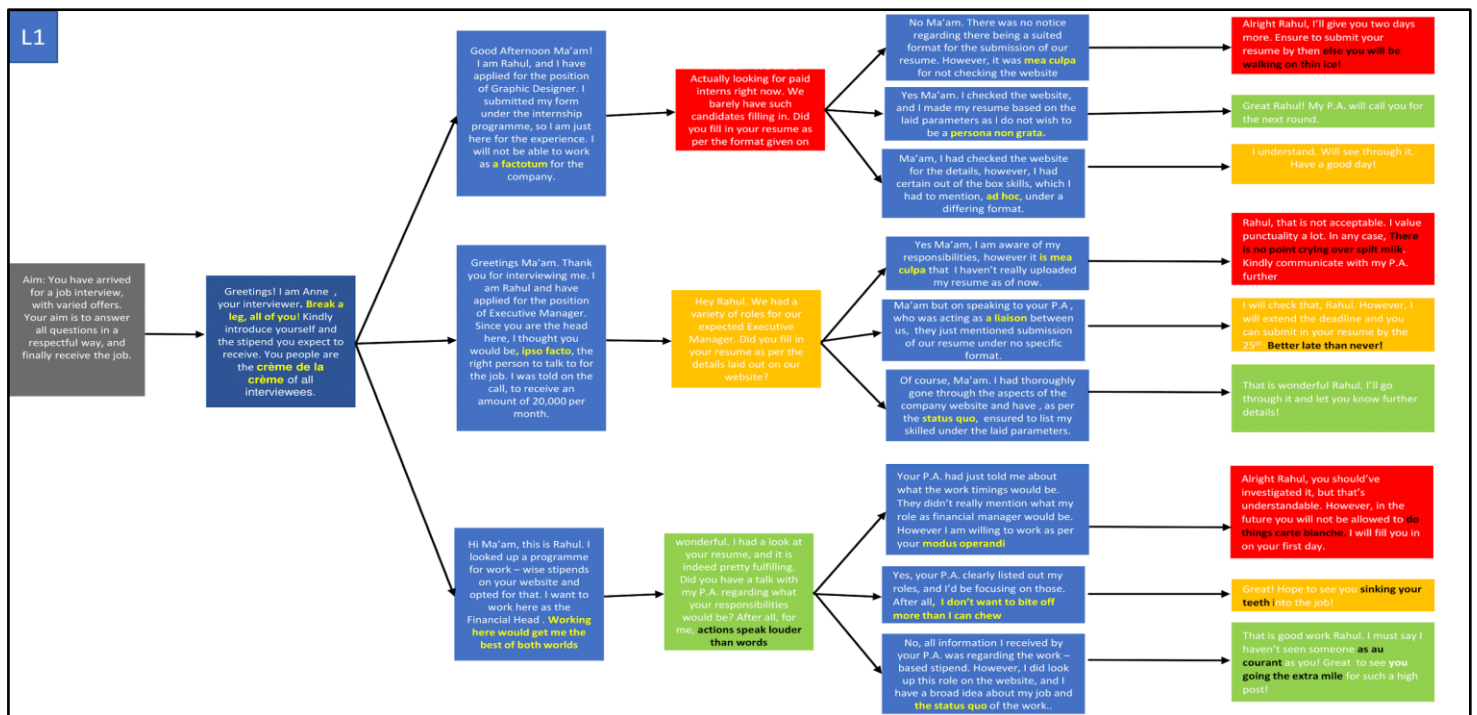 L1
Aim: You have arrived
for a job interview,
with varied offers.
Your aim is to answer
all questions in a
respectful way, and
finally receive the job.
Greetings! I am Anne ,
your interviewer. Break a
leg, all of you! Kindly
introduce yourself and
the stipend you expect to
receive. You people are
the crème de la
crème of all
interviewees.
Good Afternoon Ma'am!
I am Rahul, and I have
applied for the position
of Graphic Designer. I
submitted my form
under the internship
programme, so I am just
here for the experience. I
will not be able to work
as a factotum for the
company.
Actually looking for paid
interns right now. We
barely have such
candidates filling in. Did
you fill in your resume as
per the format given on
No Ma'am. There was no notice
regarding there being a suited
format for the submission of our
resume. However, it was mea culpa
for not checking the website
Alright Rahul, I'll give you two days
more. Ensure to submit your
resume by then else you will be
walking on thin ice!
Yes Ma'am. I checked the website,
and I made my resume based on the
laid parameters as I do not wish to
be a persona non grata.
Great Rahul! My P.A. will call you for
the next round.
Ma'am, I had checked the website
for the details, however, I had
certain out of the box skills, which I
had to mention, ad hoc, under a
differing format.
I understand. Will see through it.
Have a good day!
Greetings Ma'am. Thank
you for interviewing me. I
am Rahul and have
applied for the position
of Executive Manager.
Since you are the head
here, I thought you
would be, ipso facto, the
right person to talk to for
the job. I was told on the
call, to receive an
amount of 20,000 per
month.
Hey Rahul. We had a
variety of roles for our
expected Executive
Manager. Did you fill in
your resume as per the
details laid out on our
website?
Yes Ma'am, I am aware of my
responsibilities, however it is mea
culpa that I haven't really uploaded
my resume as of now.
Rahul, that is not acceptable. I value
punctuality a lot. In any case, There
is no point crying over spilt milk.
Kindly communicate with my P.A.
further
Ma'am but on speaking to your P.A ,
who was acting as a liaison between
us, they just mentioned submission
of our resume under no specific
format.
I will check that, Rahul. However, I
will extend the deadline and you
can submit in your resume by the
25th. Better late than never!
Of course, Ma'am. I had thoroughly
gone through the aspects of the
company website and have , as per
the status quo, ensured to list my
skilled under the laid parameters.
That is wonderful Rahul. I'll go
through it and let you know further
details!
Hi Ma'am, this is Rahul. I
looked up a programme
for work – wise stipends
on your website and
opted for that. I want to
work here as the
Financial Head . Working
here would get me the
best of both worlds
wonderful. I had a look at
your resume, and it is
indeed pretty fulfilling.
Did you have a talk with
my P.A. regarding what
your responsibilities
would be? After all, for
me, actions speak louder
than words
Your P.A. had just told me about
what the work timings would be.
They didn't really mention what my
role as financial manager would be.
However I am willing to work as per
your modus operandi
Alright Rahul, you should've
investigated it, but that's
understandable. However, in the
future you will not be allowed to do
things carte blanche. I will fill you in
on your first day.
Yes, your P.A. clearly listed out my
roles, and I'd be focusing on those.
After all, I don't want to bite off
more than I can chew
Great! Hope to see you sinking your
teeth into the job!
No, all information I received by
your P.A. was regarding the work –
based stipend. However, I did look
up this role on the website, and I
have a broad idea about my job and
the status quo of the work..
That is good work Rahul. I must say I
haven't seen someone as au
courant as you! Great to see you
going the extra mile for such a high
post!